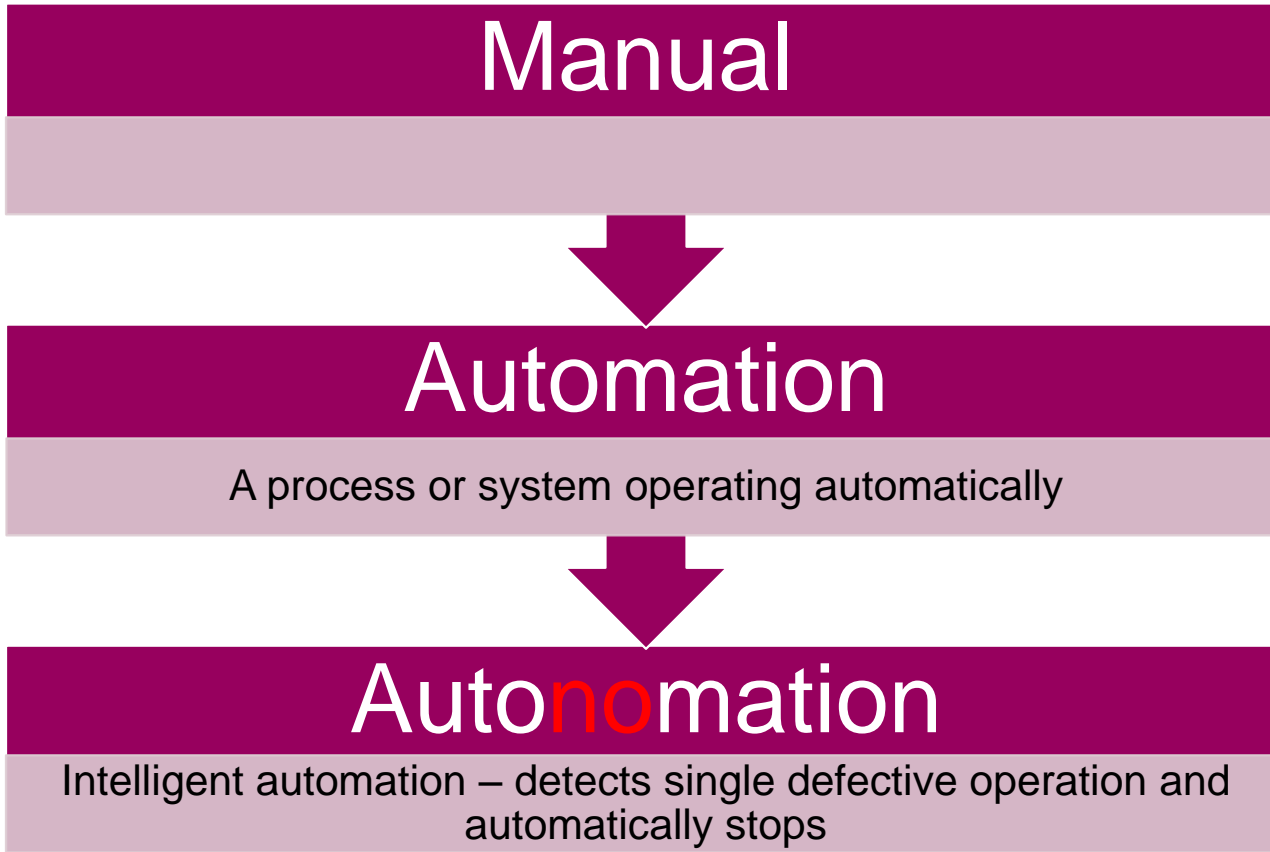 Manual
Automation
A process or system operating automatically
Autonomation
Intelligent automation – detects single defective operation and
automatically stops